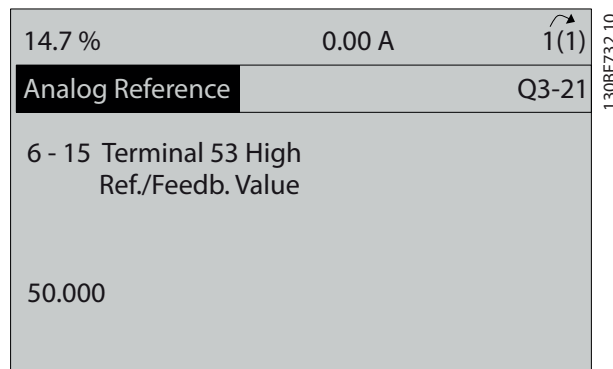 14.7 % 0.00 A 1(1)
Analog Reference Q3-21
6 - 15 Terminal 53 High
Ref./Feedb. Value
50.000
130BF732.10